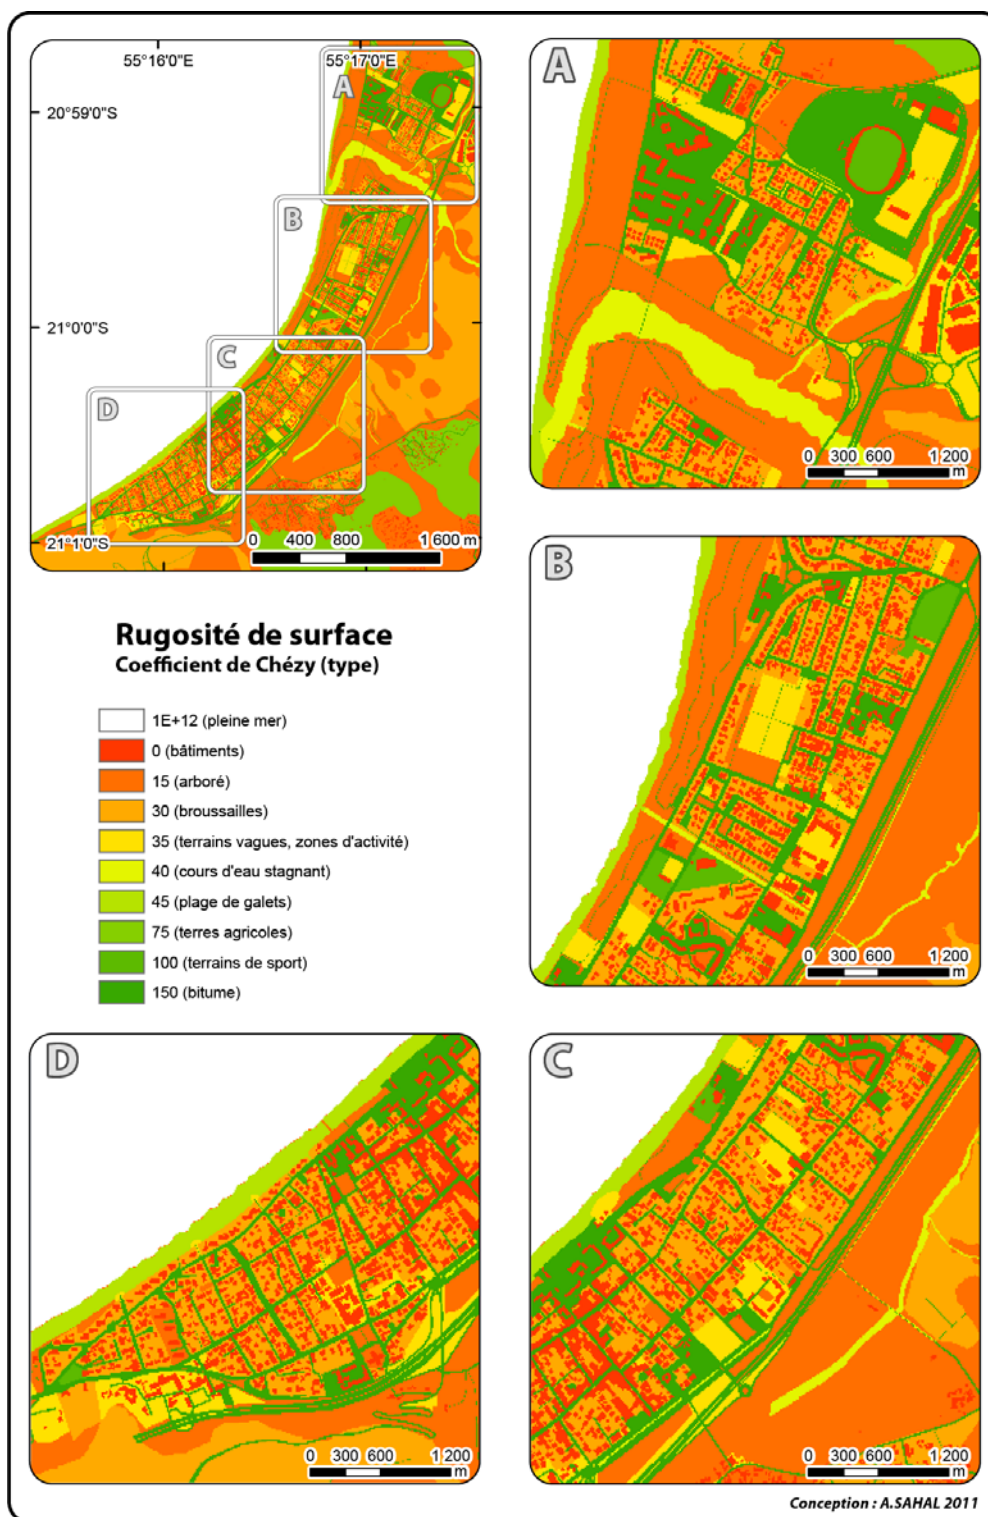 55°16'0"E
55°17'0"E
20°59'0"S
21°0'0"S
21°1'0"S
A
B
C
D
0 400 800 1 600 m
A
0 300 600 1 200
m
B
0 300 600 1 200
m
Rugosité de surface
Coefficient de Chézy (type)
1E+12 (pleine mer)
0 (bâtiments)
15 (arboré)
30 (broussailles)
35 (terrains vagues, zones d'activité)
40 (cours d'eau stagnant)
45 (plage de galets)
75 (terres agricoles)
100 (terrains de sport)
150 (bitume)
D
0 300 600 1 200
m
C
0 300 600 1 200
m
Conception : A.SAHAL 2011